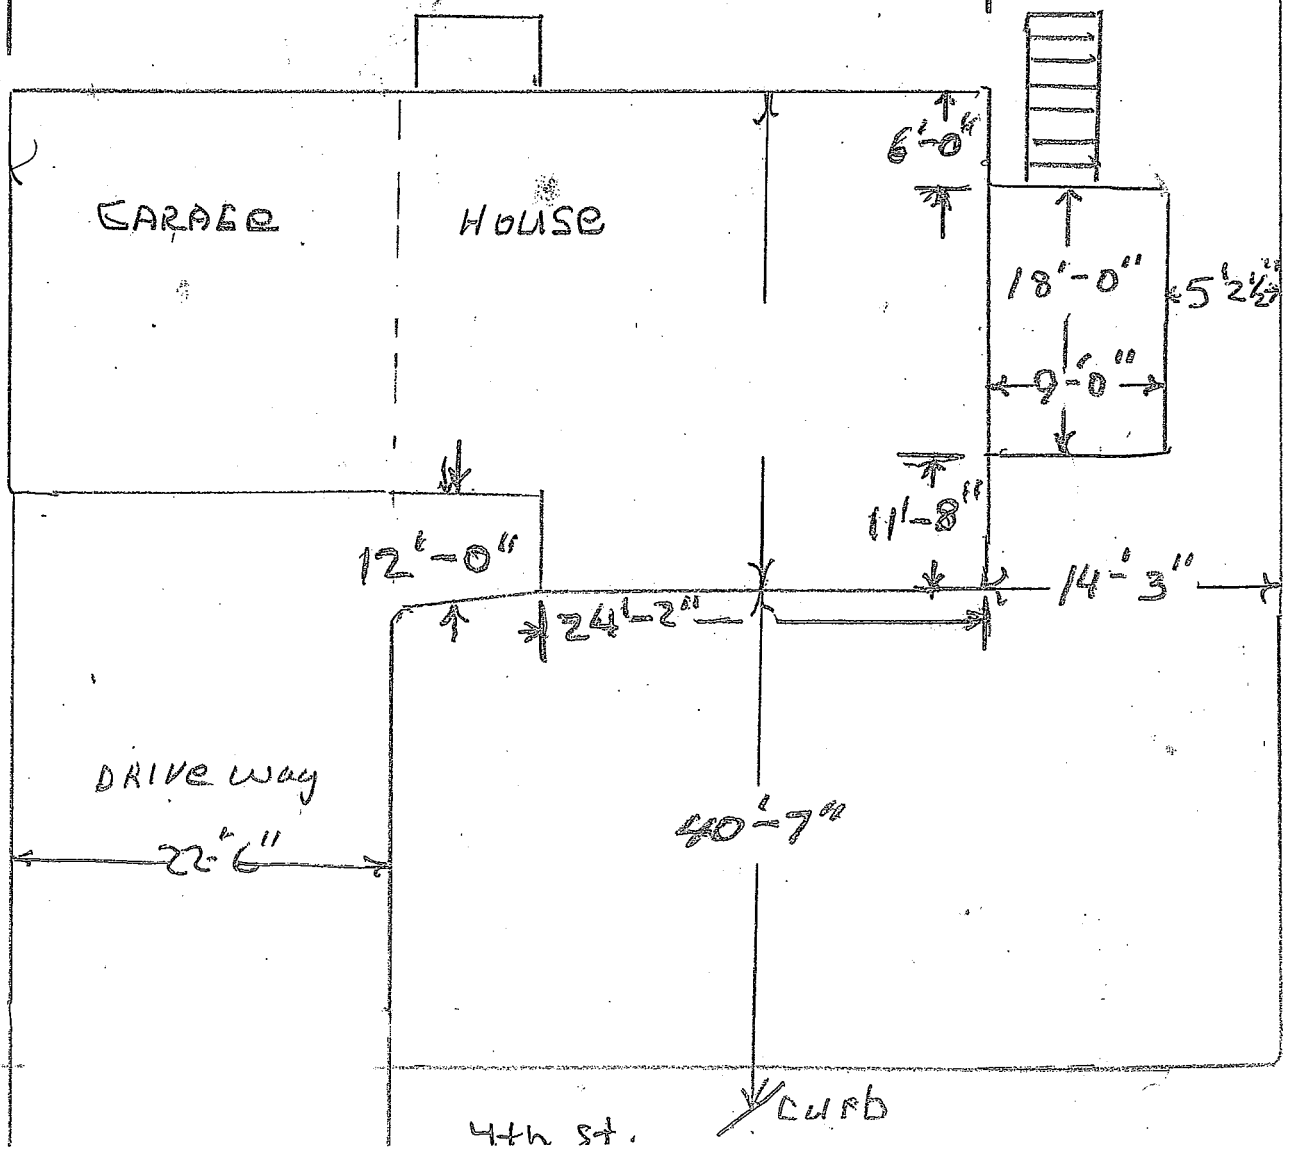 6'-0"
GARAGE
HOUSE
18'-0"
5'2½"
9'-0"
11'-8"
12'-0"
14'-3"
24'-2"
DRIVE way
40'-7"
22'-6"
curb
4th st.